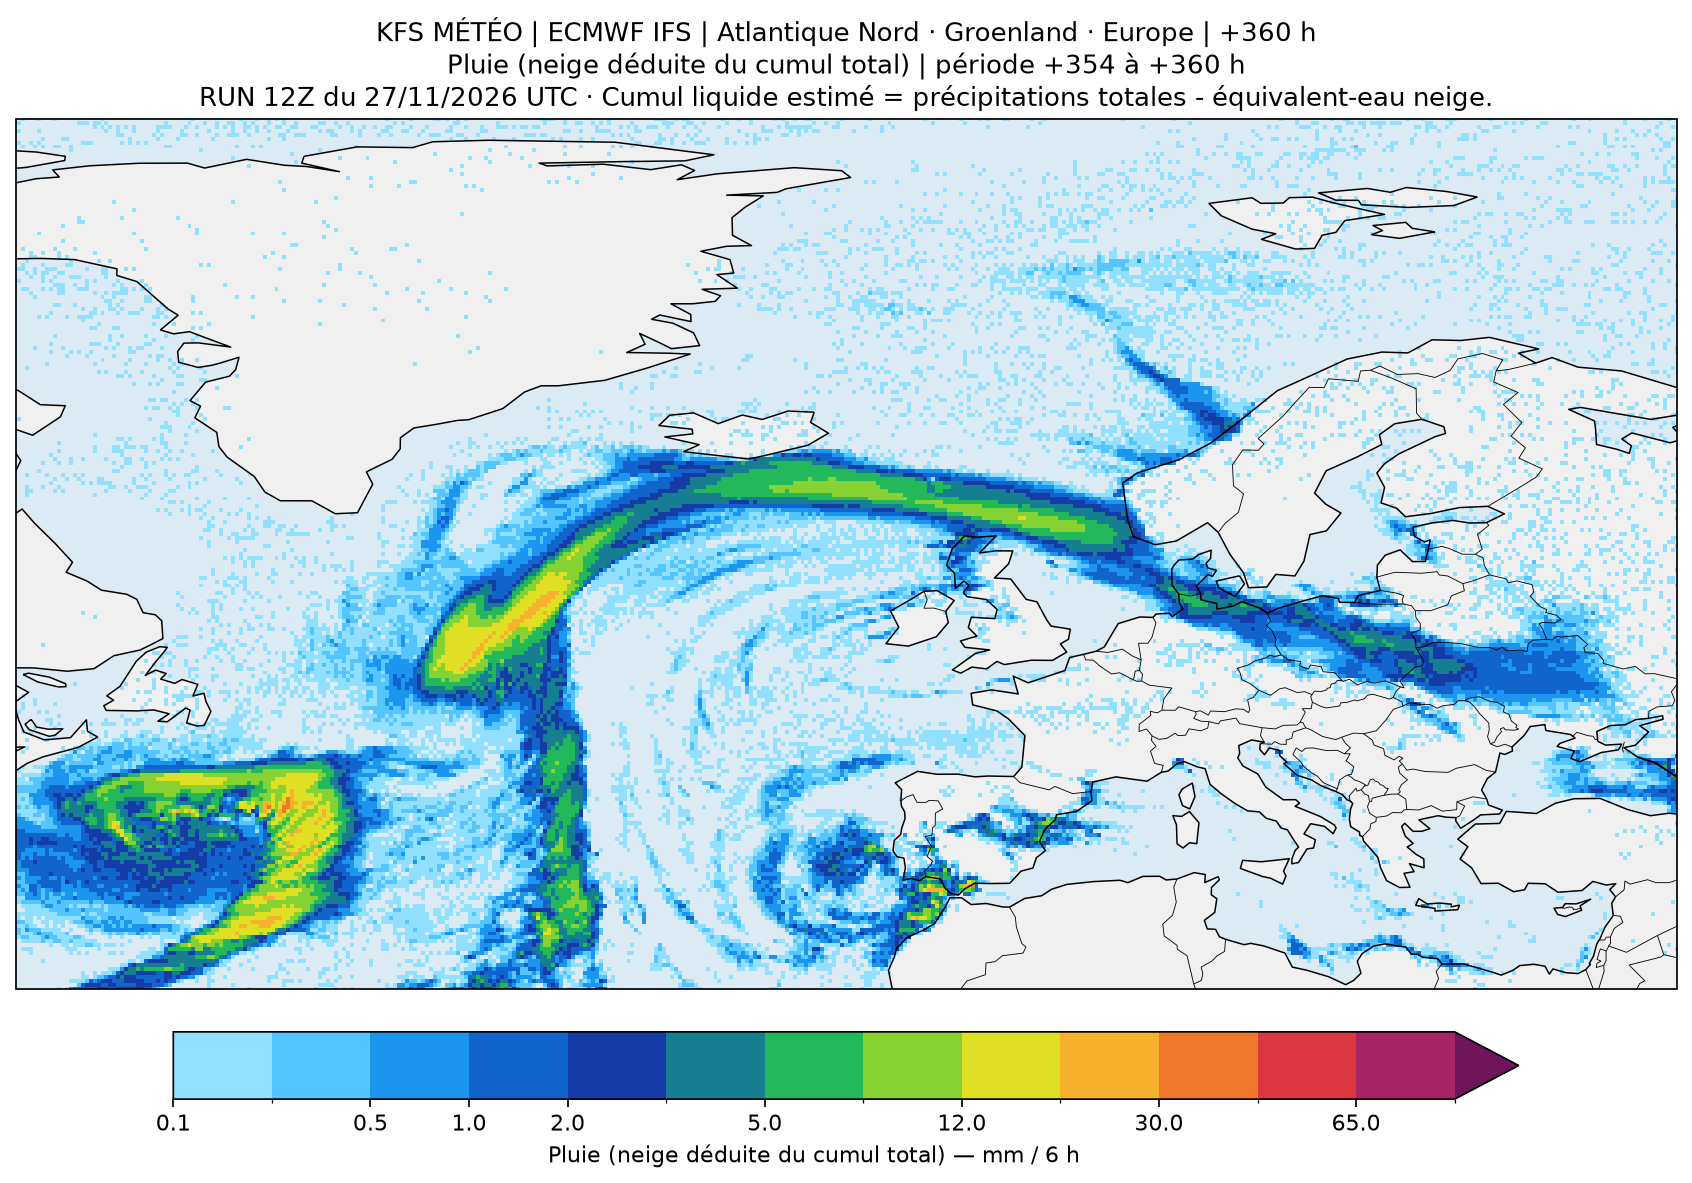 KFS MÉTÉO | ECMWF IFS | Atlantique Nord · Groenland · Europe | +360 h
Pluie (neige déduite du cumul total) | période +354 à +360 h
RUN 12Z du 27/11/2026 UTC · Cumul liquide estimé = précipitations totales - équivalent-eau neige.
0.1 0.5 1.0 2.0 5.0 12.0 30.0 65.0
Pluie (neige déduite du cumul total) — mm / 6 h